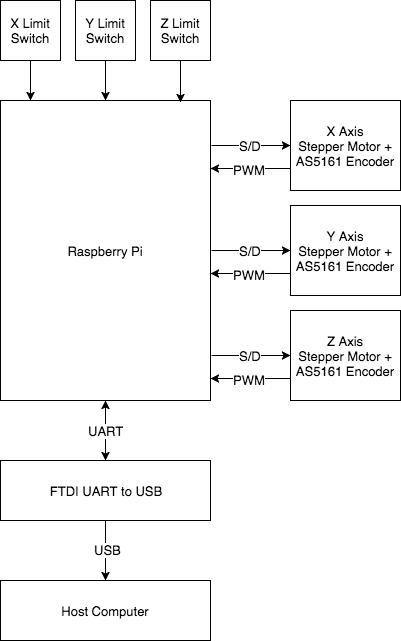 X Limit
Switch
Y Limit
Switch
Z Limit
Switch
S/D
PWM
X Axis
Stepper Motor +
AS5161 Encoder
Raspberry Pi
S/D
PWM
Y Axis
Stepper Motor +
AS5161 Encoder
S/D
PWM
Z Axis
Stepper Motor +
AS5161 Encoder
UART
FTDI UART to USB
USB
Host Computer